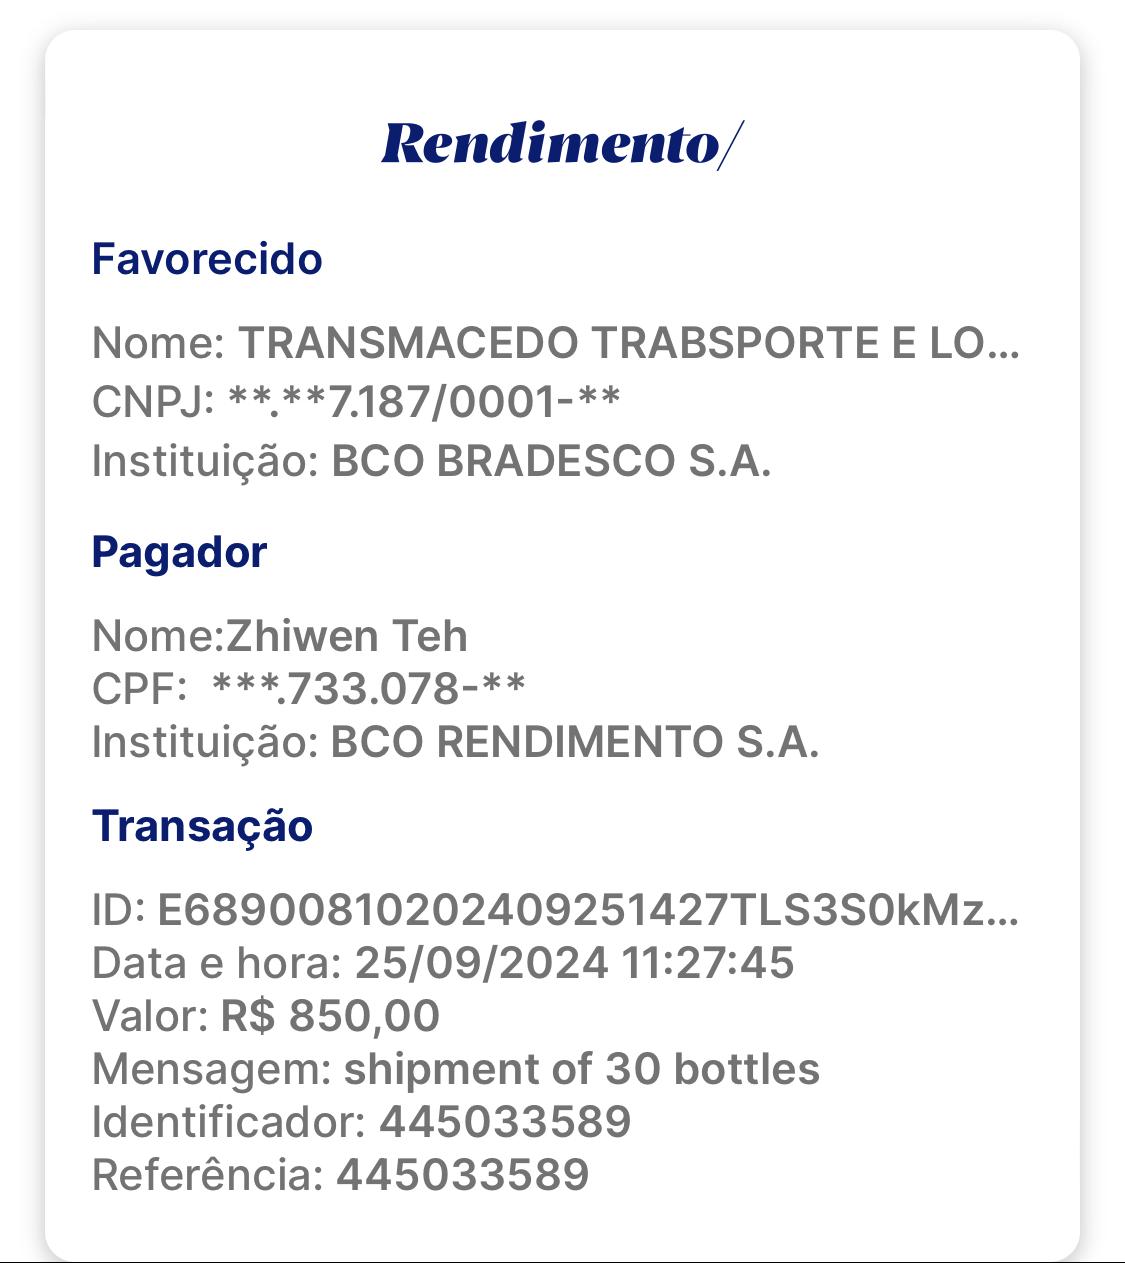 Rendimento/
Favorecido
Nome: TRANSMACEDO TRABSPORTE E LO...
CNPJ: **.**7.187/0001-**
Instituição: BCO BRADESCO S.A.
Pagador
Nome:Zhiwen Teh
CPF: ***.733.078-**
Instituição: BCO RENDIMENTO S.A.
Transação
ID: E68900810202409251427TLS3S0kMz...
Data e hora: 25/09/2024 11:27:45
Valor: R$ 850,00
Mensagem: shipment of 30 bottles
Identificador: 445033589
Referência: 445033589